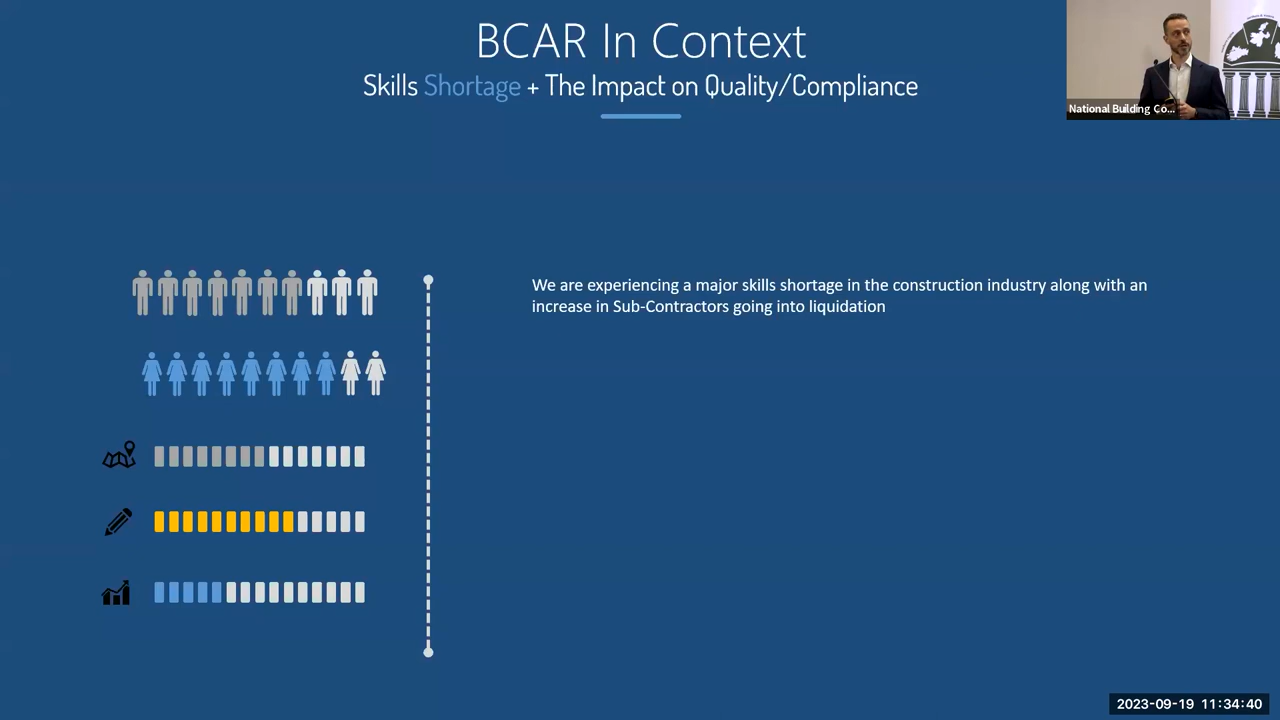 BCAR In Context
Skills Shortage + The Impact on Quality/Compliance
National Building Co...
We are experiencing a major skills shortage in the construction industry along with an
increase in Sub-Contractors going into liquidation
2023-09-19 11:34:40